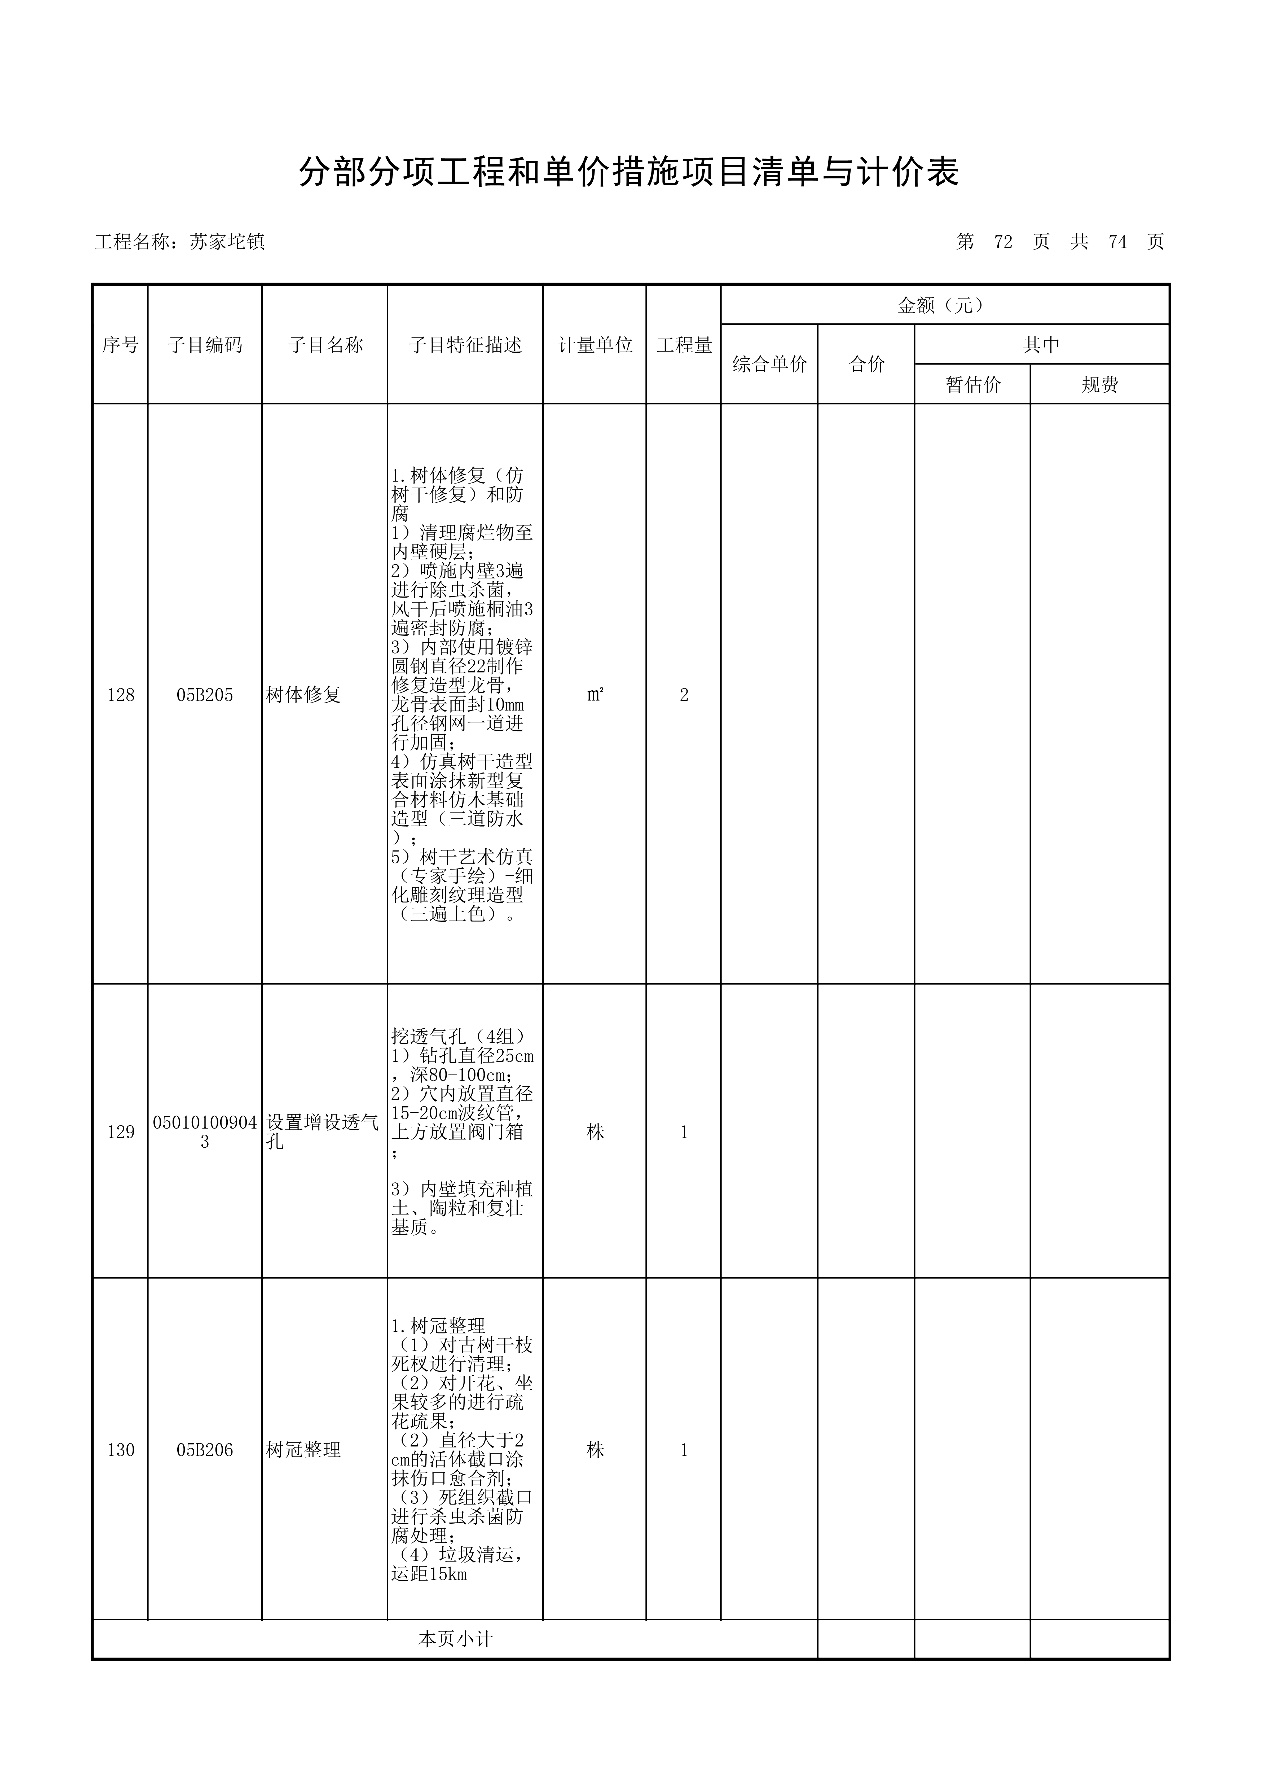 分部分项工程和单价措施项目清单与计价表
工程名称：苏家坨镇
第 72 页 共 74 页
序号
子目编码
子目名称
子目特征描述
计量单位
工程量
金额（元）
综合单价
合价
其中
暂估价
规费
128
05B205
树体修复
1.树体修复（仿
树干修复）和防
腐
1）清理腐烂物至
内壁硬层；
2）喷施内壁3遍
进行除虫杀菌，
风干后喷施桐油3
遍密封防腐；
3）内部使用镀锌
圆钢直径22制作
修复造型龙骨，
龙骨表面封10mm
孔径钢网一道进
行加固；
4）仿真树干造型
表面涂抹新型复
合材料仿木基础
造型（三道防水
）；
5）树干艺术仿真
（专家手绘）-细
化雕刻纹理造型
（三遍上色）。
m²
2
129
05010100904
3
设置增设透气
孔
挖透气孔（4组）
1）钻孔直径25cm
，深80-100cm；
2）穴内放置直径
15-20cm波纹管，
上方放置阀门箱
；
3）内壁填充种植
土、陶粒和复壮
基质。
株
1
130
05B206
树冠整理
1.树冠整理
（1）对古树干枝
死杈进行清理；
（2）对开花、坐
果较多的进行疏
花疏果；
（2）直径大于2
cm的活体截口涂
抹伤口愈合剂；
（3）死组织截口
进行杀虫杀菌防
腐处理；
（4）垃圾清运，
运距15km
株
1
本页小计